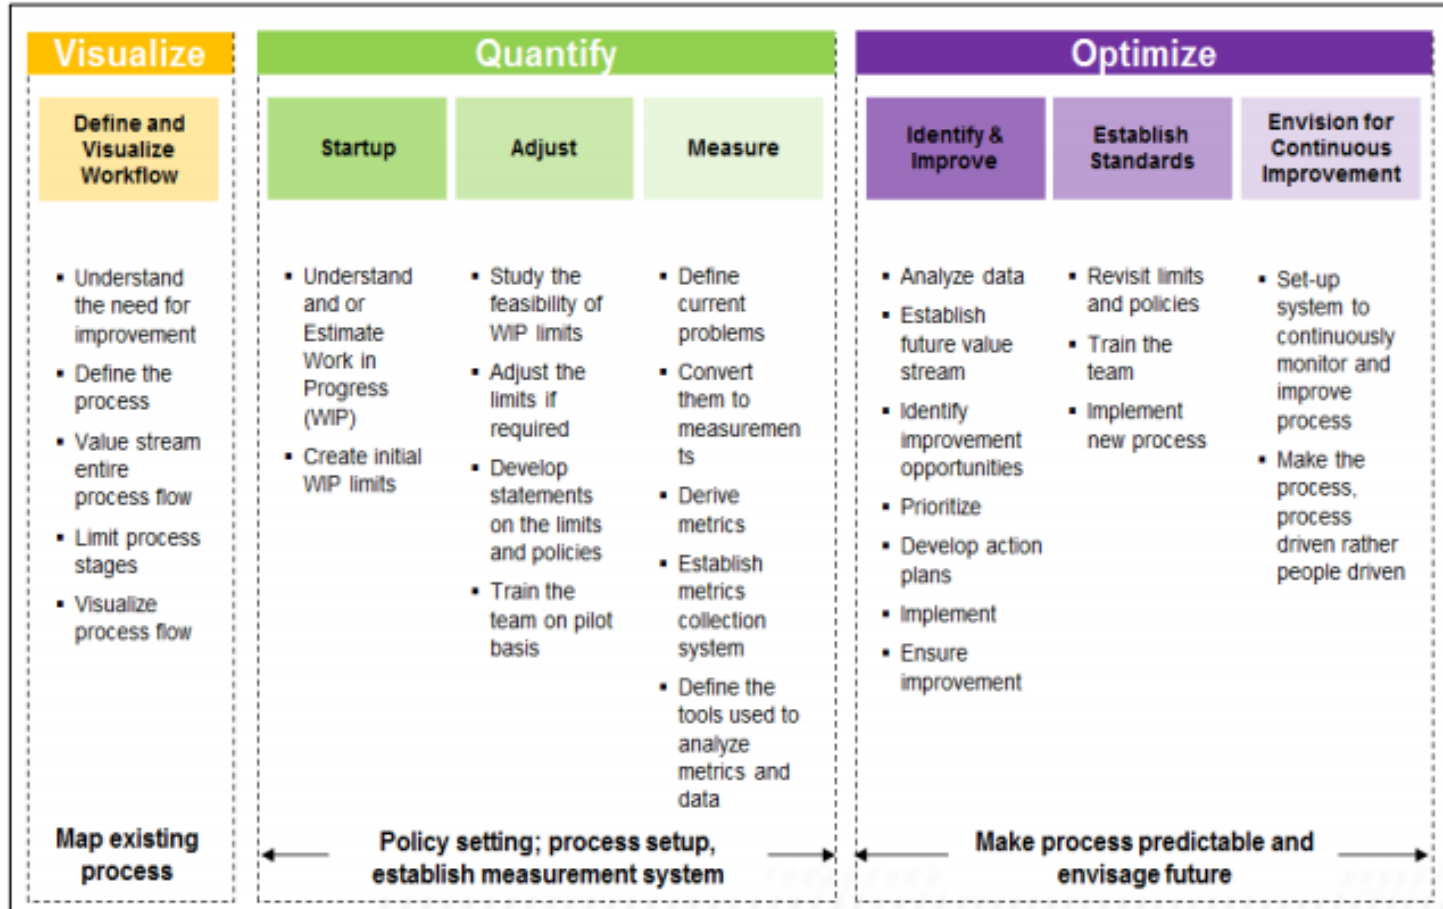 Visualize
Define and
Visualize
Workflow
▪ Understand
the need for
improvement
▪ Define the
process
▪ Value stream
entire
process flow
▪ Limit process
stages
▪ Visualize
process flow
Map existing
process
Quantify
Startup
▪ Understand
and or
Estimate
Work in
Progress
(WIP)
▪ Create initial
WIP limits
Adjust
▪ Study the
feasibility of
WIP limits
▪ Adjust the
limits if
required
▪ Develop
statements
on the limits
and policies
▪ Train the
team on pilot
basis
Measure
▪ Define
current
problems
▪ Convert
them to
measuremen
ts
▪ Derive
metrics
▪ Establish
metrics
collection
system
▪ Define the
tools used to
analyze
metrics and
data
Policy setting; process setup,
establish measurement system
Optimize
Identify &
Improve
▪ Analyze data
▪ Establish
future value
stream
▪ Identify
improvement
opportunities
▪ Prioritize
▪ Develop action
plans
▪ Implement
▪ Ensure
improvement
Establish
Standards
▪ Revisit limits
and policies
▪ Train the
team
▪ Implement
new process
Envision for
Continuous
Improvement
▪ Set-up
system to
continuously
monitor and
improve
process
▪ Make the
process,
process
driven rather
people driven
Make process predictable and
envisage future